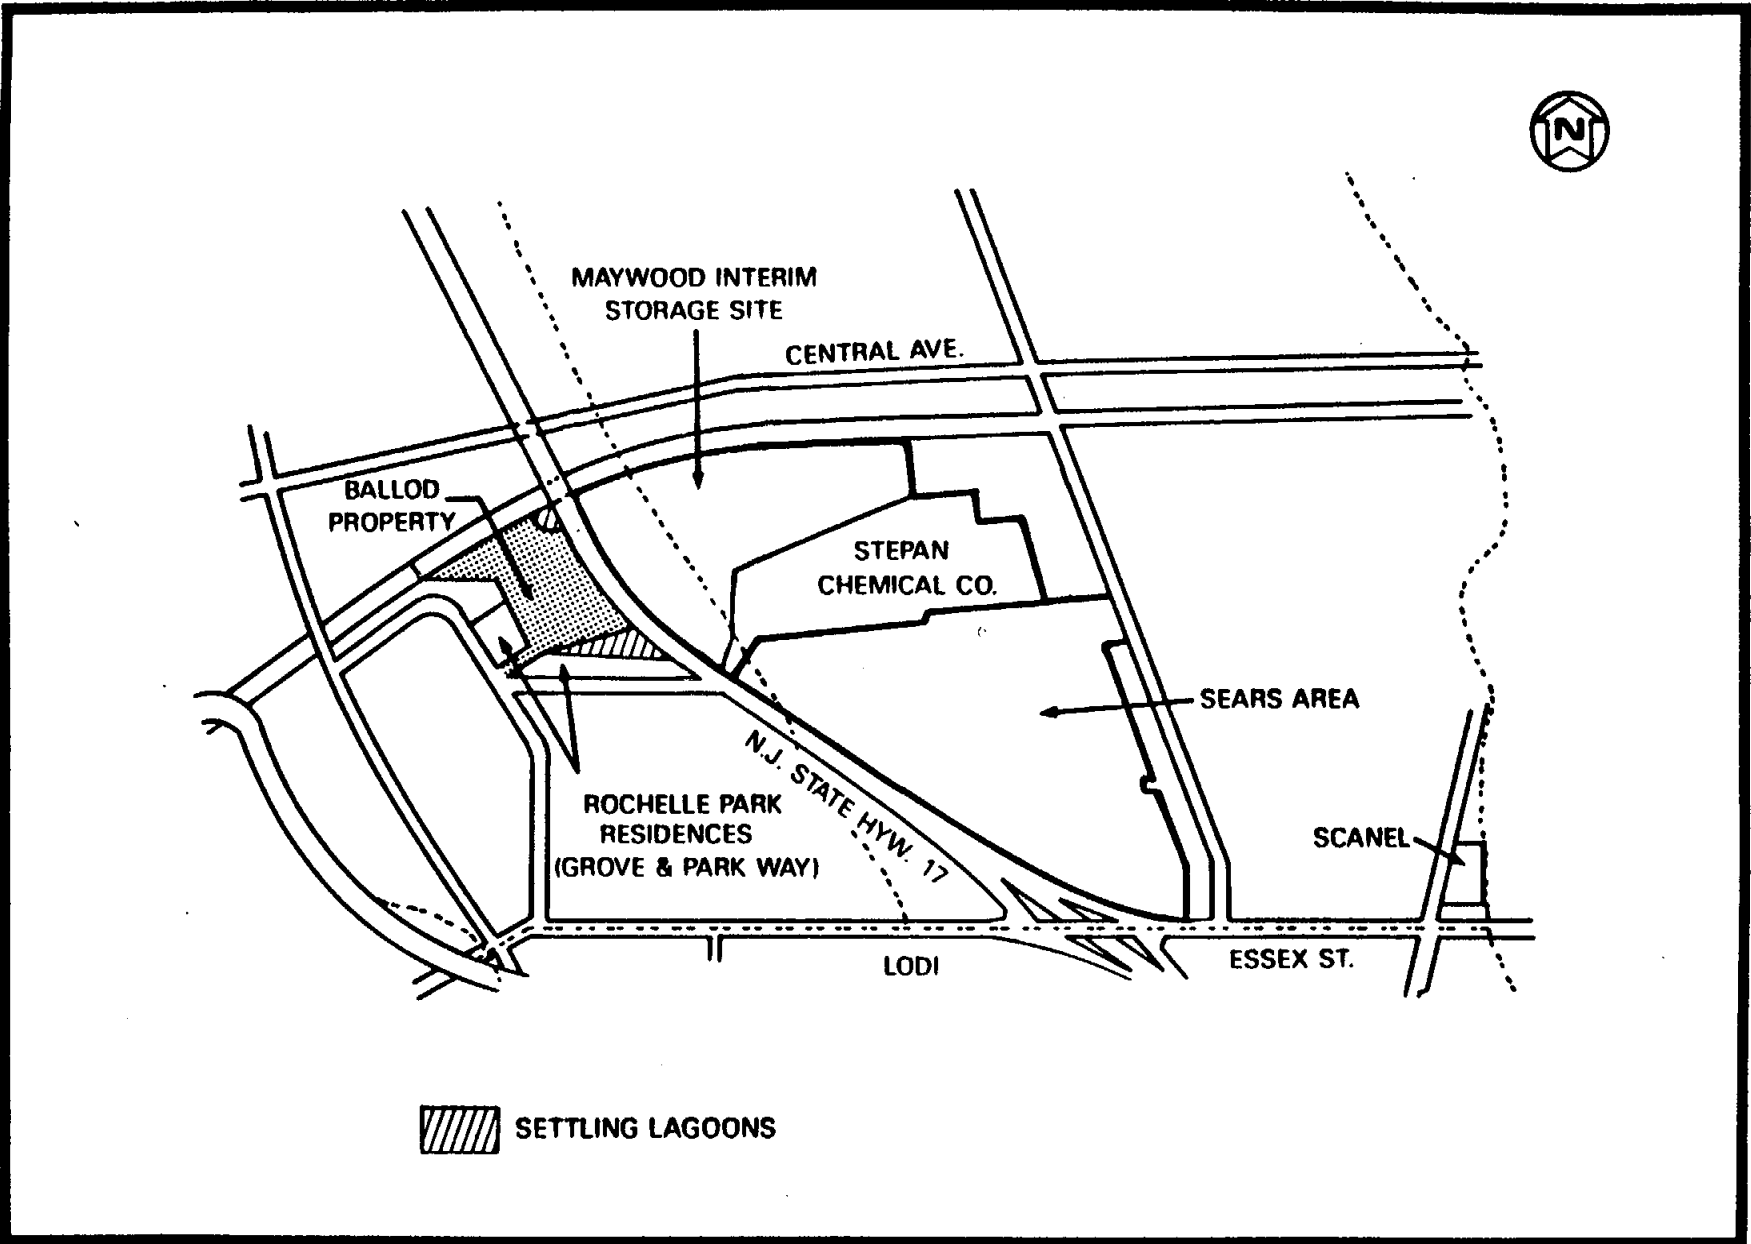 N
MAYWOOD INTERIM
STORAGE SITE
CENTRAL AVE.
BALLOD
PROPERTY
STEPAN
CHEMICAL CO.
SEARS AREA
N.J. STATE HYW. 17
ROCHELLE PARK
RESIDENCES
(GROVE & PARK WAY)
SCANEL
LODI
ESSEX ST.
SETTLING LAGOONS